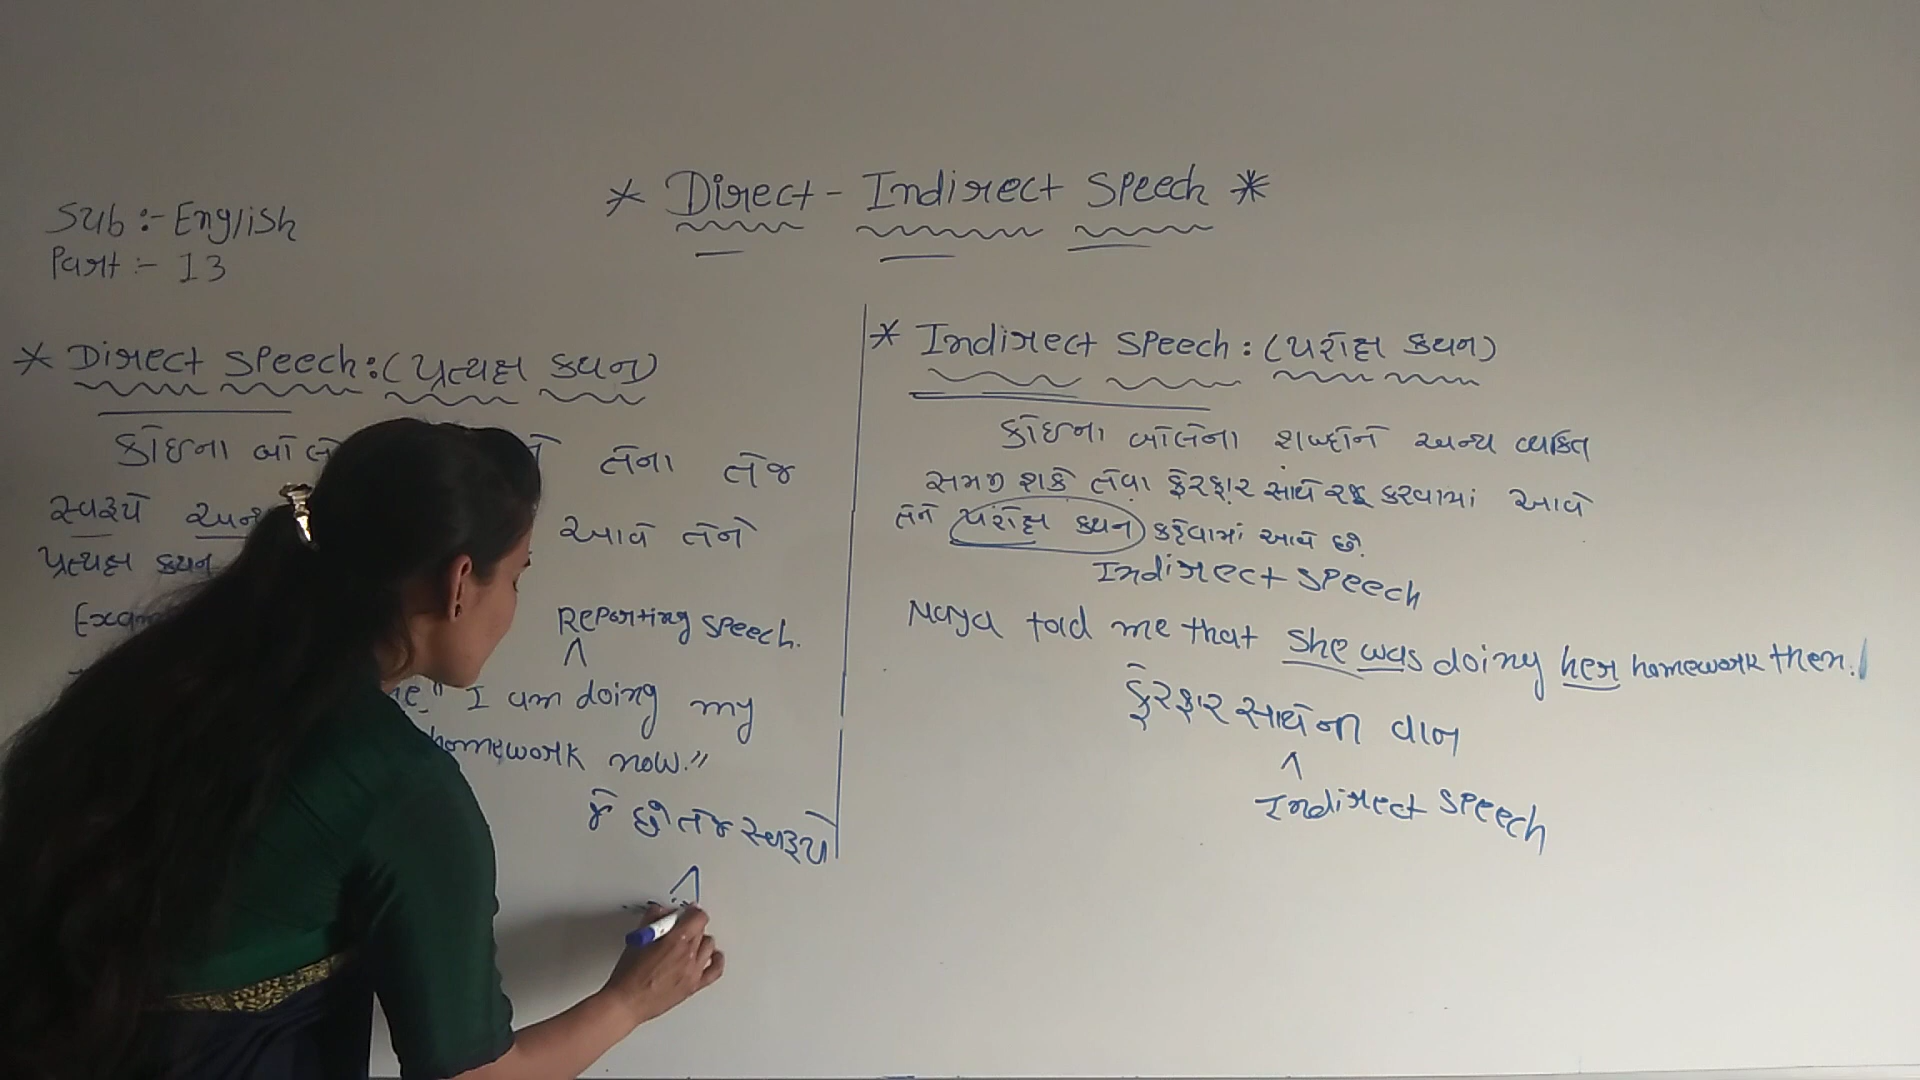 * Direct - Indirect Speech *
Sub :- English
Part :- 13
* Direct Speech : (પ્રત્યક્ષ કથન)
કોઇના તેના તેજ
સ્વરૂપે આવે તેને
પ્રત્યક્ષ કથન
Reporting speech.
" I am doing my
homework now."
જે છે તેજ સ્વરૂપે
* Indirect Speech : (પરોક્ષ કથન)
કોઇના બોલેના શબ્દોને અન્ય વ્યકિત
સમજી શકે તેવા ફેરફાર સાથે રજૂ કરવામાં આવે
તેને પરોક્ષ કથન કહેવામાં આવે છે.
Indirect speech
Maya told me that she was doing her homework then.
ફેરફાર સાથેની વાત
Indirect speech